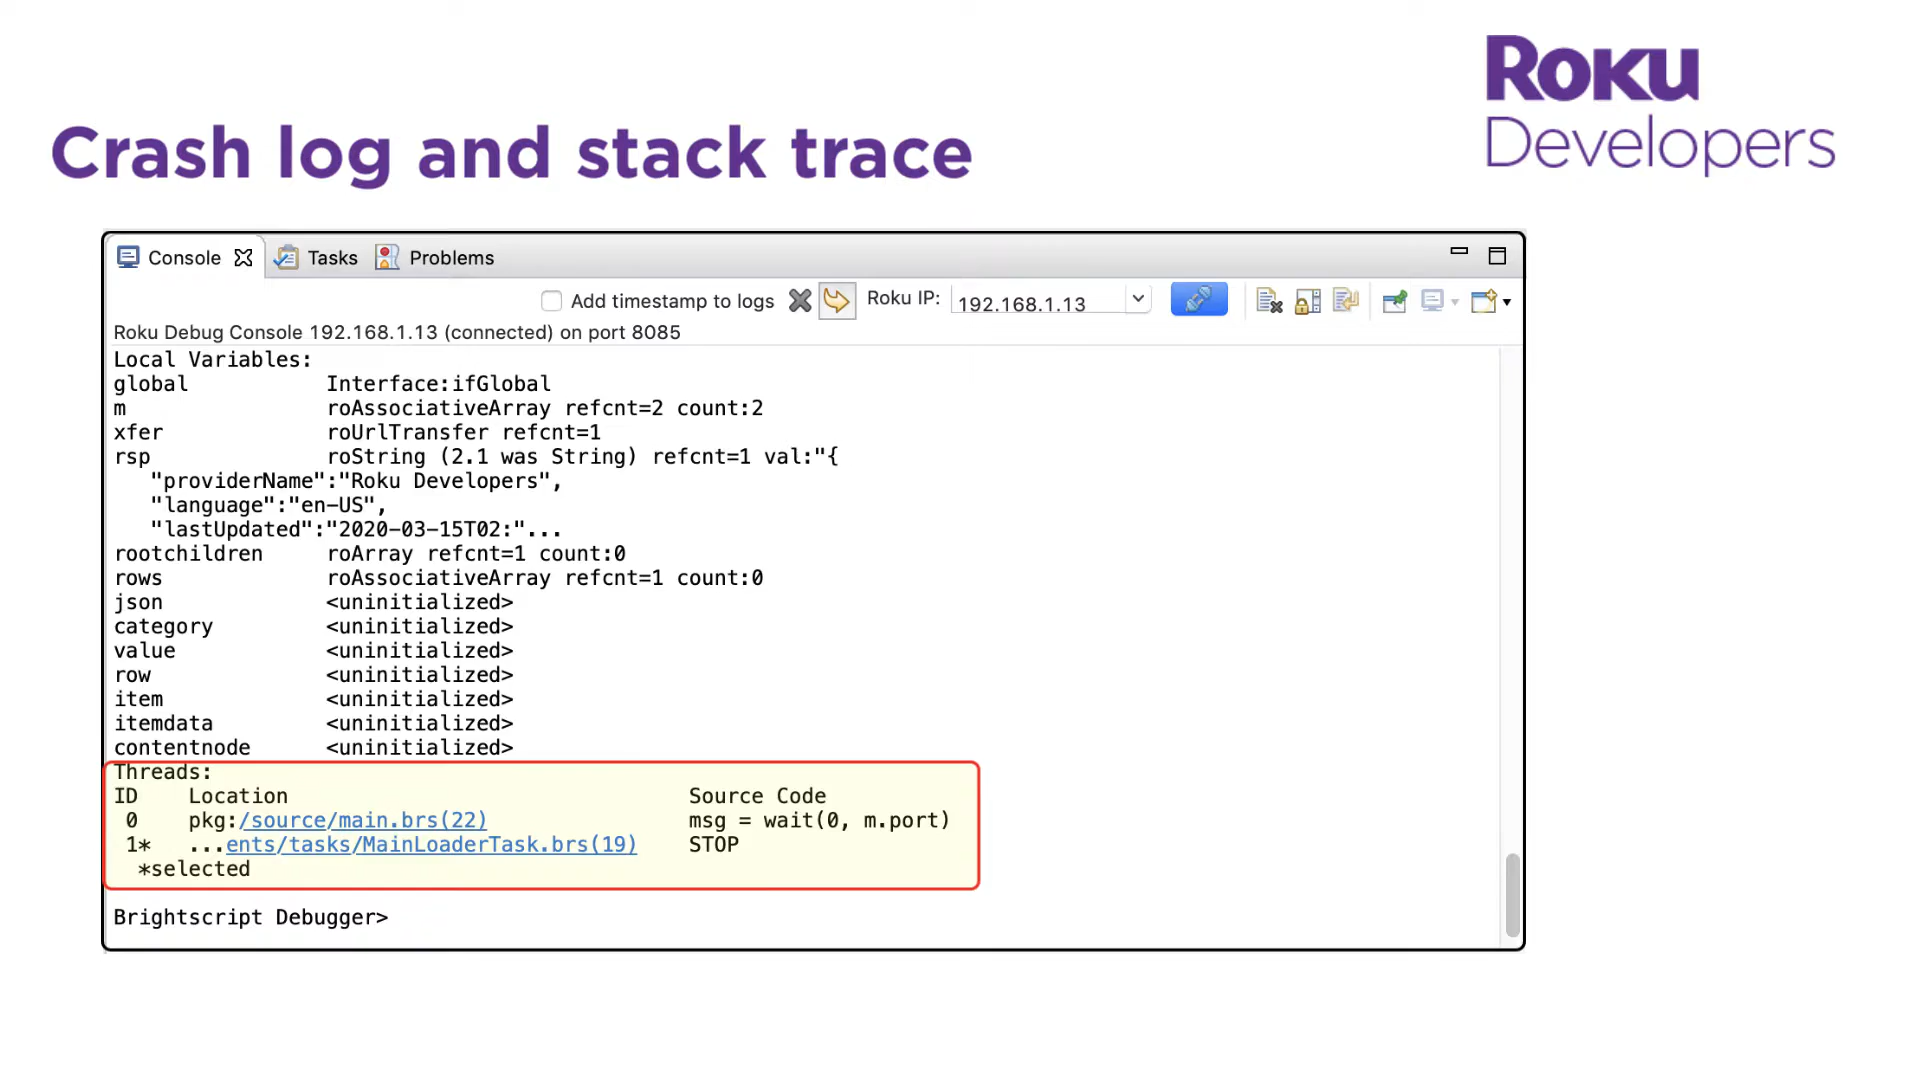 Roku
Developers
Crash log and stack trace
Console Tasks Problems
Add timestamp to logs Roku IP: 192.168.1.13
Roku Debug Console 192.168.1.13 (connected) on port 8085
Local Variables:
global Interface:ifGlobal
m roAssociativeArray refcnt=2 count:2
xfer roUrlTransfer refcnt=1
rsp roString (2.1 was String) refcnt=1 val:"{
"providerName":"Roku Developers",
"language":"en-US",
"lastUpdated":"2020-03-15T02:"...
rootchildren roArray refcnt=1 count:0
rows roAssociativeArray refcnt=1 count:0
json <uninitialized>
category <uninitialized>
value <uninitialized>
row <uninitialized>
item <uninitialized>
itemdata <uninitialized>
contentnode <uninitialized>
Threads:
ID Location Source Code
0 pkg:/source/main.brs(22) msg = wait(0, m.port)
1* ...ents/tasks/MainLoaderTask.brs(19) STOP
*selected
Brightscript Debugger>